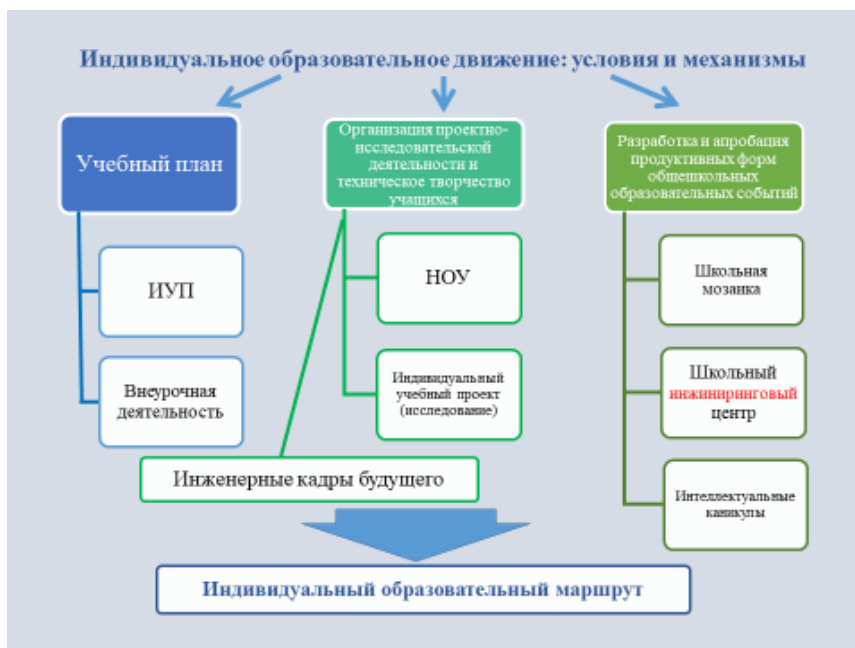 Индивидуальное образовательное движение: условия и механизмы
Учебный план
Организация проектно-
исследовательской
деятельности и
техническое творчество
учащихся
Разработка и апробация
продуктивных форм
общешкольных
образовательных событий
ИУП
Внеурочная
деятельность
НОУ
Индивидуальный
учебный проект
(исследование)
Инженерные кадры будущего
Школьная
мозаика
Школьный
инжиниринговый
центр
Интеллектуальные
каникулы
Индивидуальный образовательный маршрут